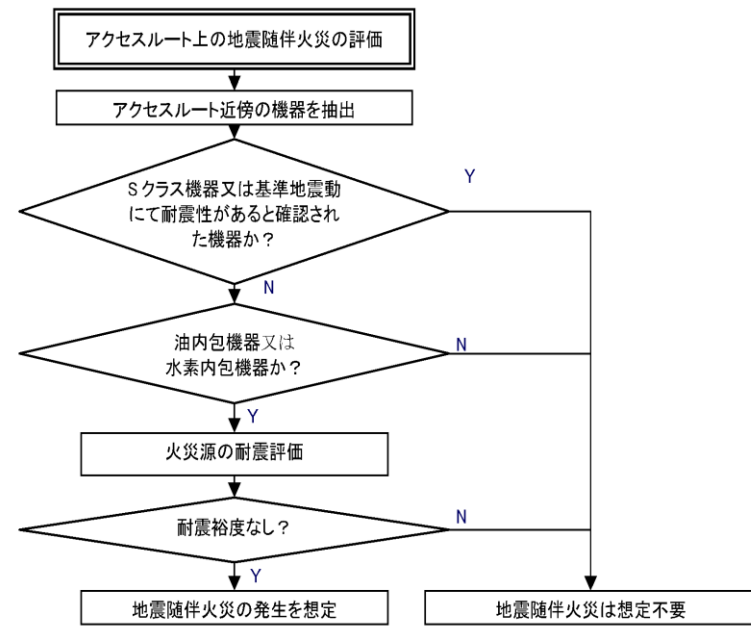 アクセスルート上の地震随伴火災の評価
アクセスルート近傍の機器を抽出
Sクラス機器又は基準地震動
にて耐震性があると確認され
た機器か？
Y
N
油内包機器又は
水素内包機器か？
N
Y
火災源の耐震評価
耐震裕度なし？
N
Y
地震随伴火災の発生を想定
地震随伴火災は想定不要